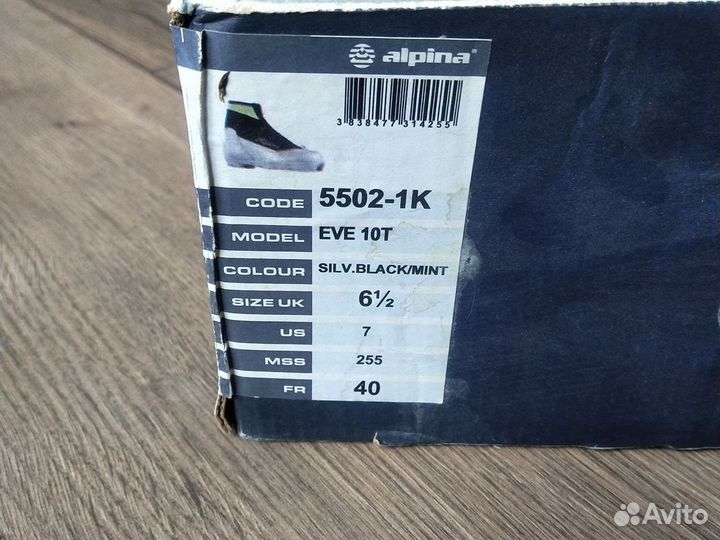 alpina®
3838477314255
CODE 5502-1K
MODEL EVE 10T
COLOUR SILV.BLACK/MINT
SIZE UK 6½
US 7
MSS 255
FR 40
Avito